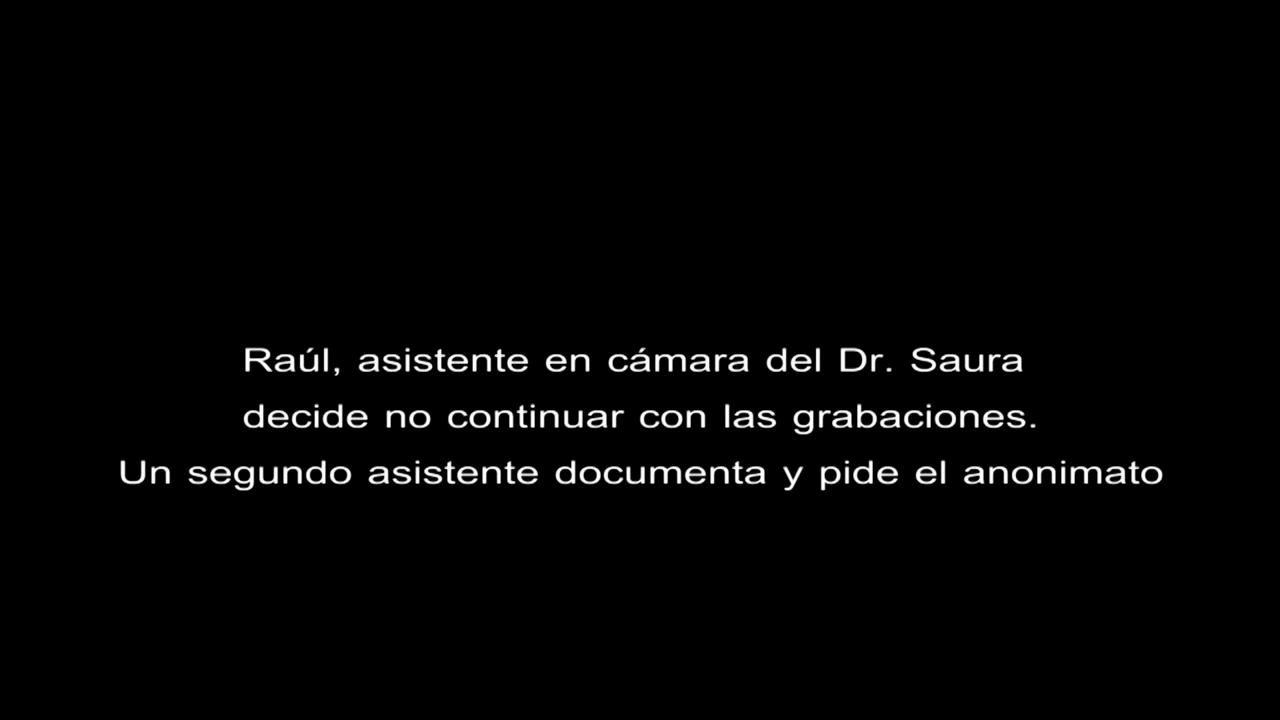 Raúl, asistente en cámara del Dr. Saura
decide no continuar con las grabaciones.
Un segundo asistente documenta y pide el anonimato